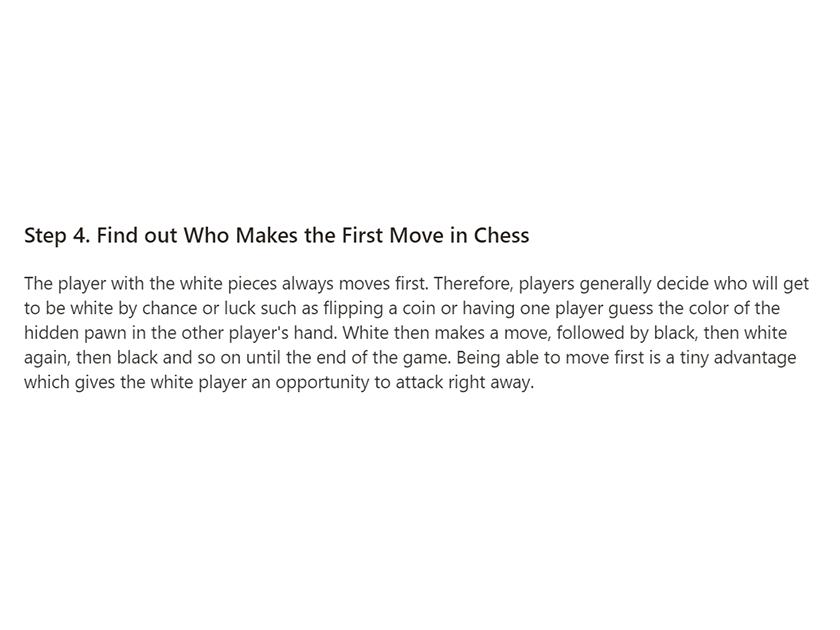 Step 4. Find out Who Makes the First Move in Chess
The player with the white pieces always moves first. Therefore, players generally decide who will get
to be white by chance or luck such as flipping a coin or having one player guess the color of the
hidden pawn in the other player's hand. White then makes a move, followed by black, then white
again, then black and so on until the end of the game. Being able to move first is a tiny advantage
which gives the white player an opportunity to attack right away.